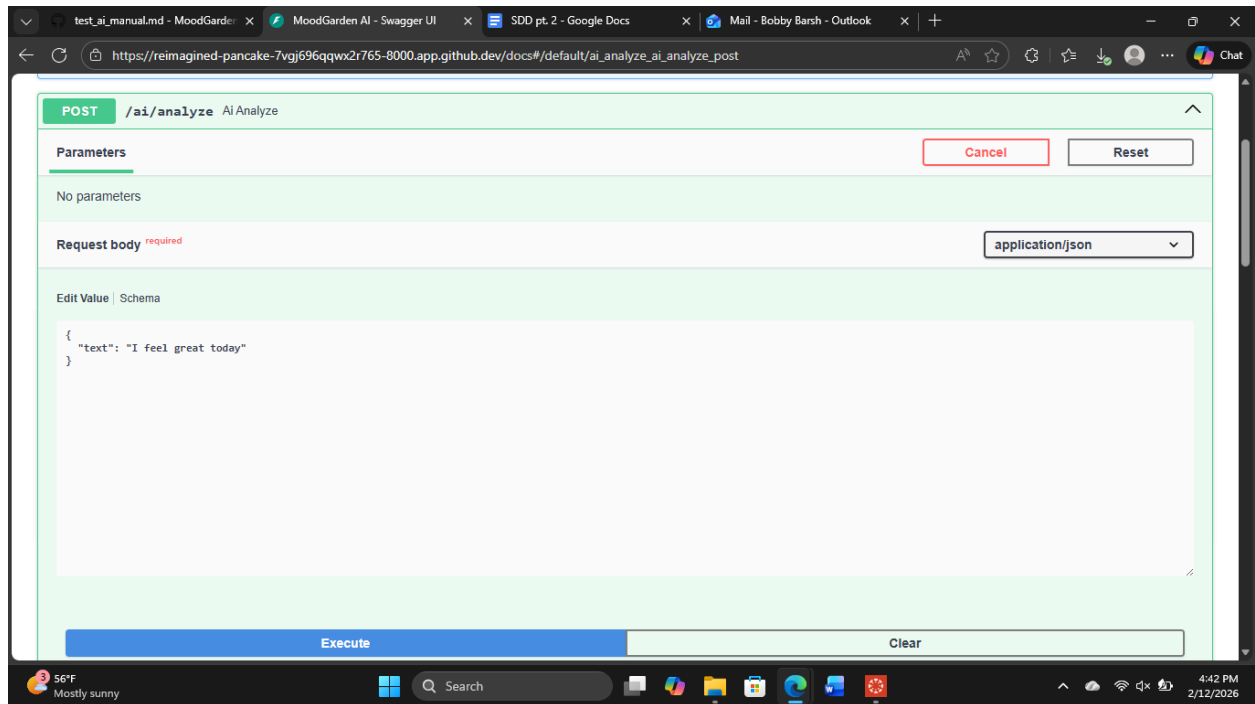 test_ai_manual.md - MoodGarden
MoodGarden AI - Swagger UI
SDD pt. 2 - Google Docs
Mail - Bobby Barsh - Outlook
https://reimagined-pancake-7vgj696qqwx2r765-8000.app.github.dev/docs#/default/ai_analyze_ai_analyze_post
Chat
POST /ai/analyze Ai Analyze
Parameters
Cancel
Reset
No parameters
Request body required
application/json
Edit Value | Schema
{
"text": "I feel great today"
}
Execute
Clear
3
56°F
Mostly sunny
Search
4:42 PM
2/12/2026